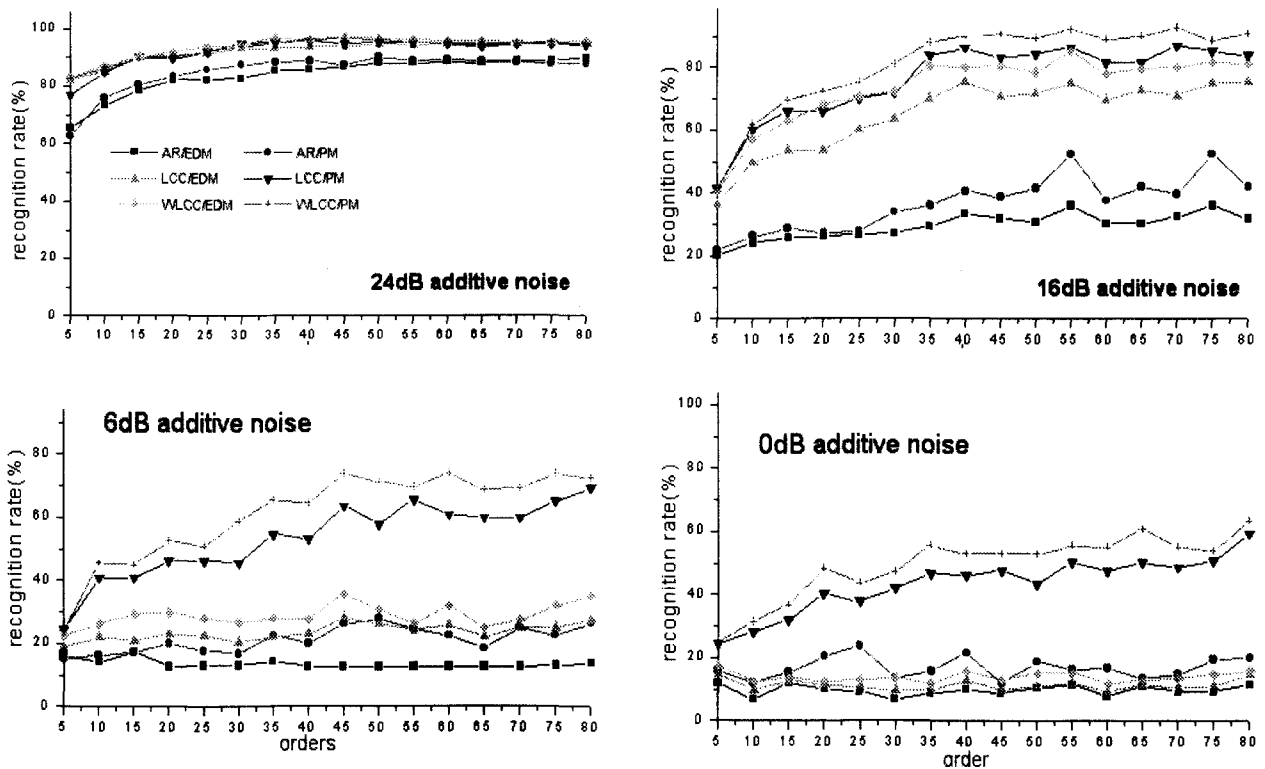 100
80
60
40
20
0
recognition rate(%)
AR/EDM
AR/PM
LCC/EDM
LCC/PM
WLCC/EDM
WLCC/PM
24dB additive noise
5 10 15 20 25 30 35 40 45 50 55 60 65 70 75 80
80
60
40
20
0
recognition rate(%)
16dB additive noise
5 10 15 20 25 30 35 40 45 50 55 60 65 70 75 80
6dB additive noise
80
60
40
20
0
recognition rate(%)
5 10 15 20 25 30 35 40 45 50 55 60 65 70 75 80
orders
100
80
60
40
20
0
recognition rate(%)
0dB additive noise
5 10 15 20 25 30 35 40 45 50 55 60 65 70 75 80
order